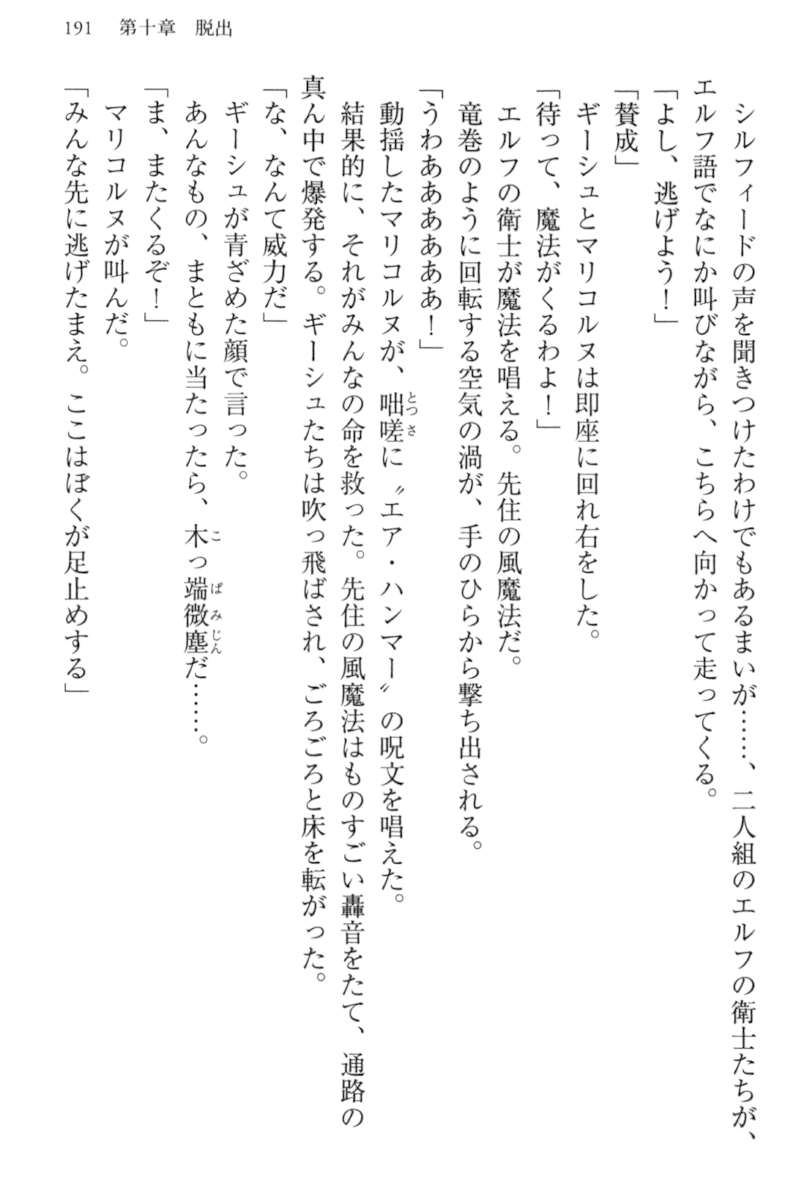 191　第十章　脱出
シルフィードの声を聞きつけたわけでもあるまいが……、二人組のエルフの衛士たちが、
エルフ語でなにか叫びながら、こちらへ向かって走ってくる。
「よし、逃げよう！」
「賛成」
ギーシュとマリコルヌは即座に回れ右をした。
「待って、魔法がくるわよ！」
エルフの衛士が魔法を唱える。先住の風魔法だ。
竜巻のように回転する空気の渦が、手のひらから撃ち出される。
「うわあああああああ！」
動揺したマリコルヌが、咄嗟に〝エア・ハンマー〟の呪文を唱えた。
結果的に、それがみんなの命を救った。先住の風魔法はものすごい轟音をたて、通路の
真ん中で爆発する。ギーシュたちは吹っ飛ばされ、ごろごろと床を転がった。
「な、なんて威力だ」
ギーシュが青ざめた顔で言った。
あんなもの、まともに当たったら、木っ端微塵だ……。
「ま、またくるぞ！」
マリコルヌが叫んだ。
「みんな先に逃げたまえ。ここはぼくが足止めする」